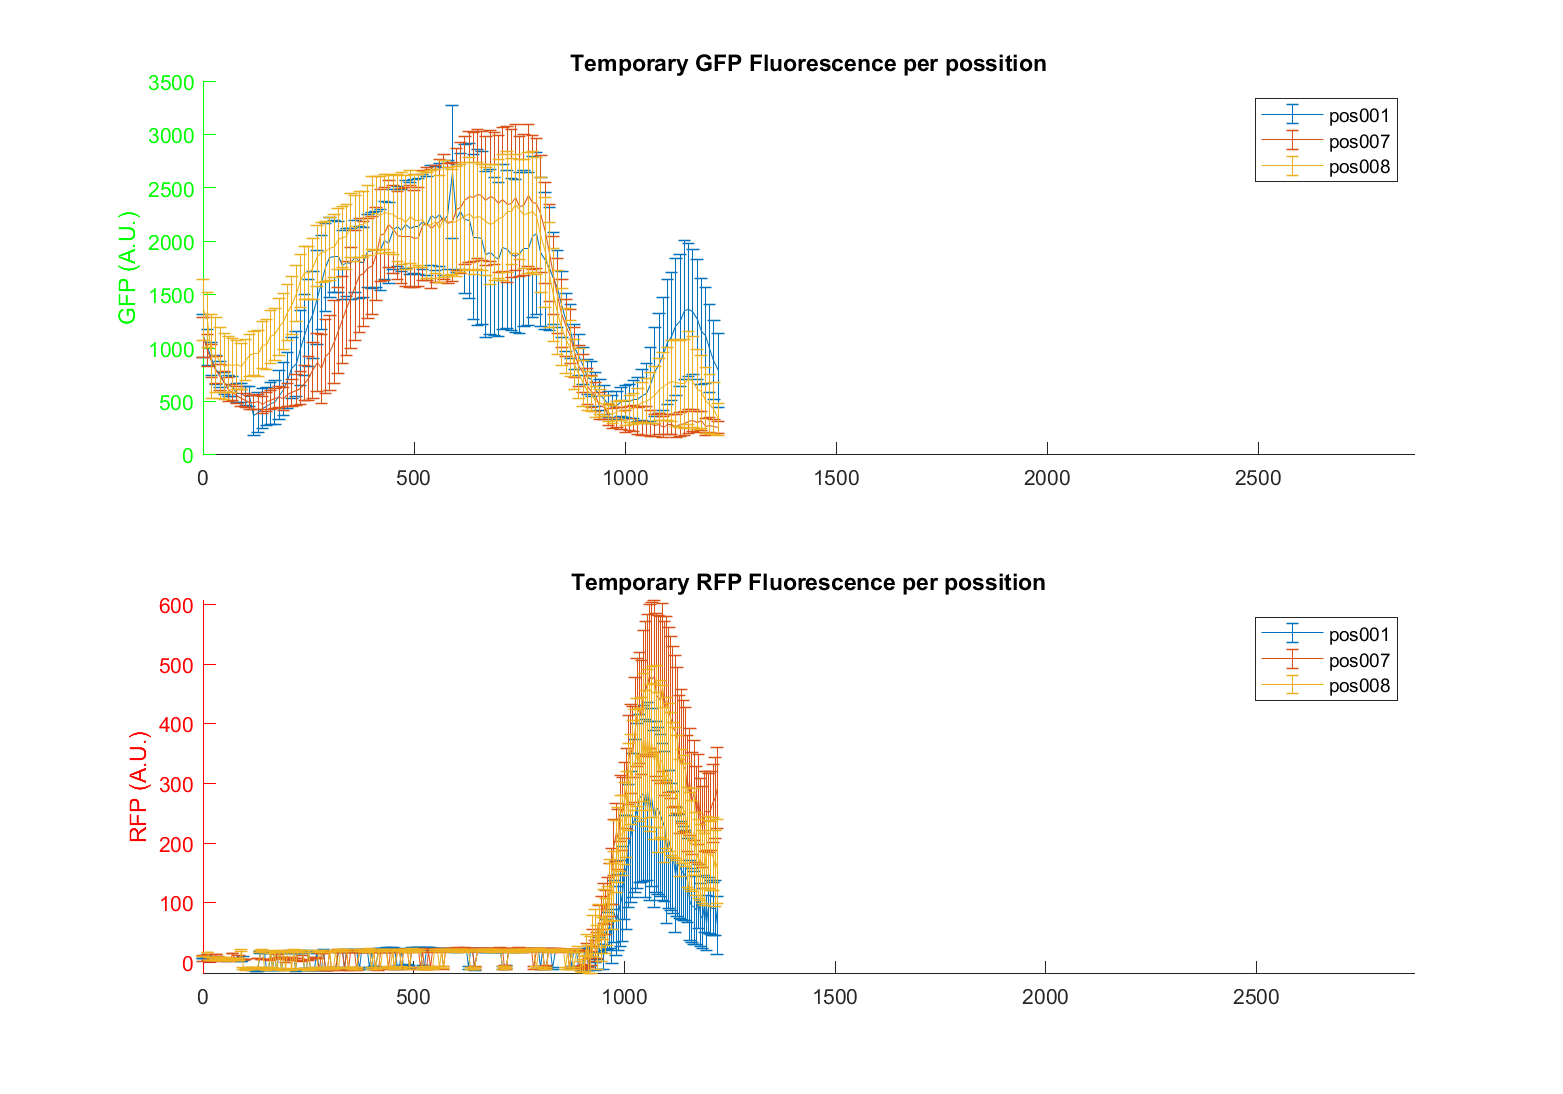 Temporary GFP Fluorescence per possition
3500
3000
2500
2000
1500
1000
500
0
GFP (A.U.)
pos001
pos007
pos008
0 500 1000 1500 2000 2500
Temporary RFP Fluorescence per possition
600
500
400
300
200
100
0
RFP (A.U.)
pos001
pos007
pos008
0 500 1000 1500 2000 2500